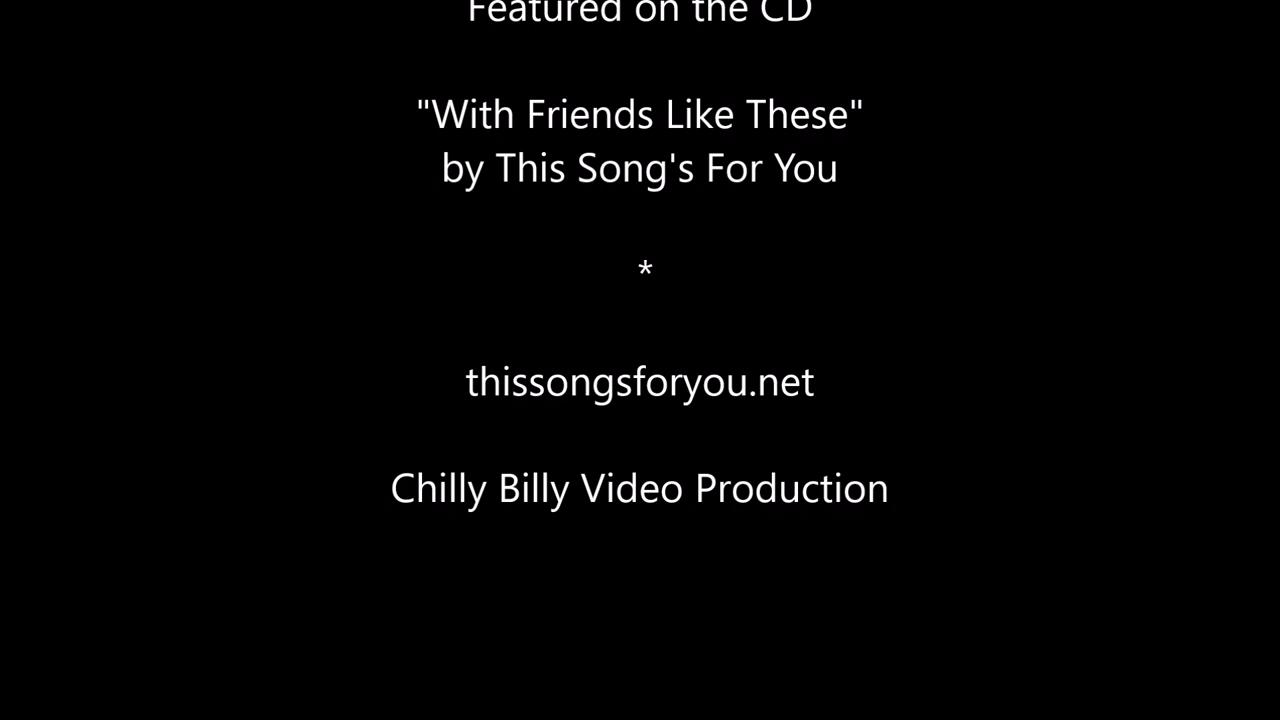 Featured on the CD
"With Friends Like These"
by This Song's For You
*
thissongsforyou.net
Chilly Billy Video Production